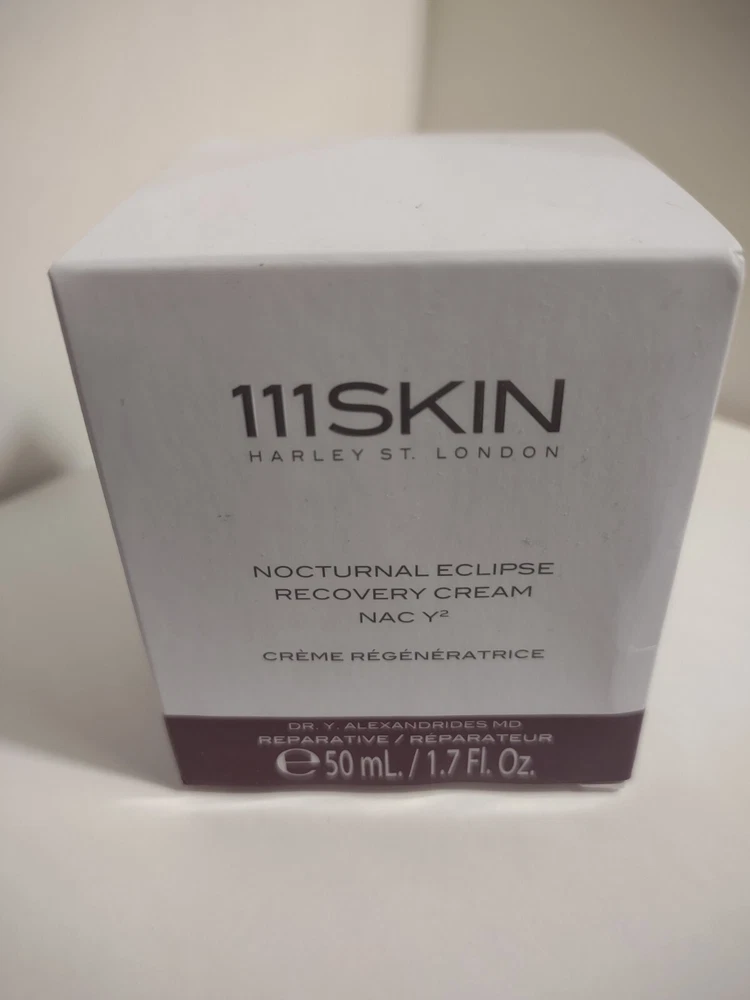 111SKIN
HARLEY ST. LONDON
NOCTURNAL ECLIPSE
RECOVERY CREAM
NAC Y²
CRÈME RÉGÉNÉRATRICE
DR. Y. ALEXANDRIDES MD
REPARATIVE / RÉPARATEUR
℮ 50 mL. / 1.7 Fl. Oz.